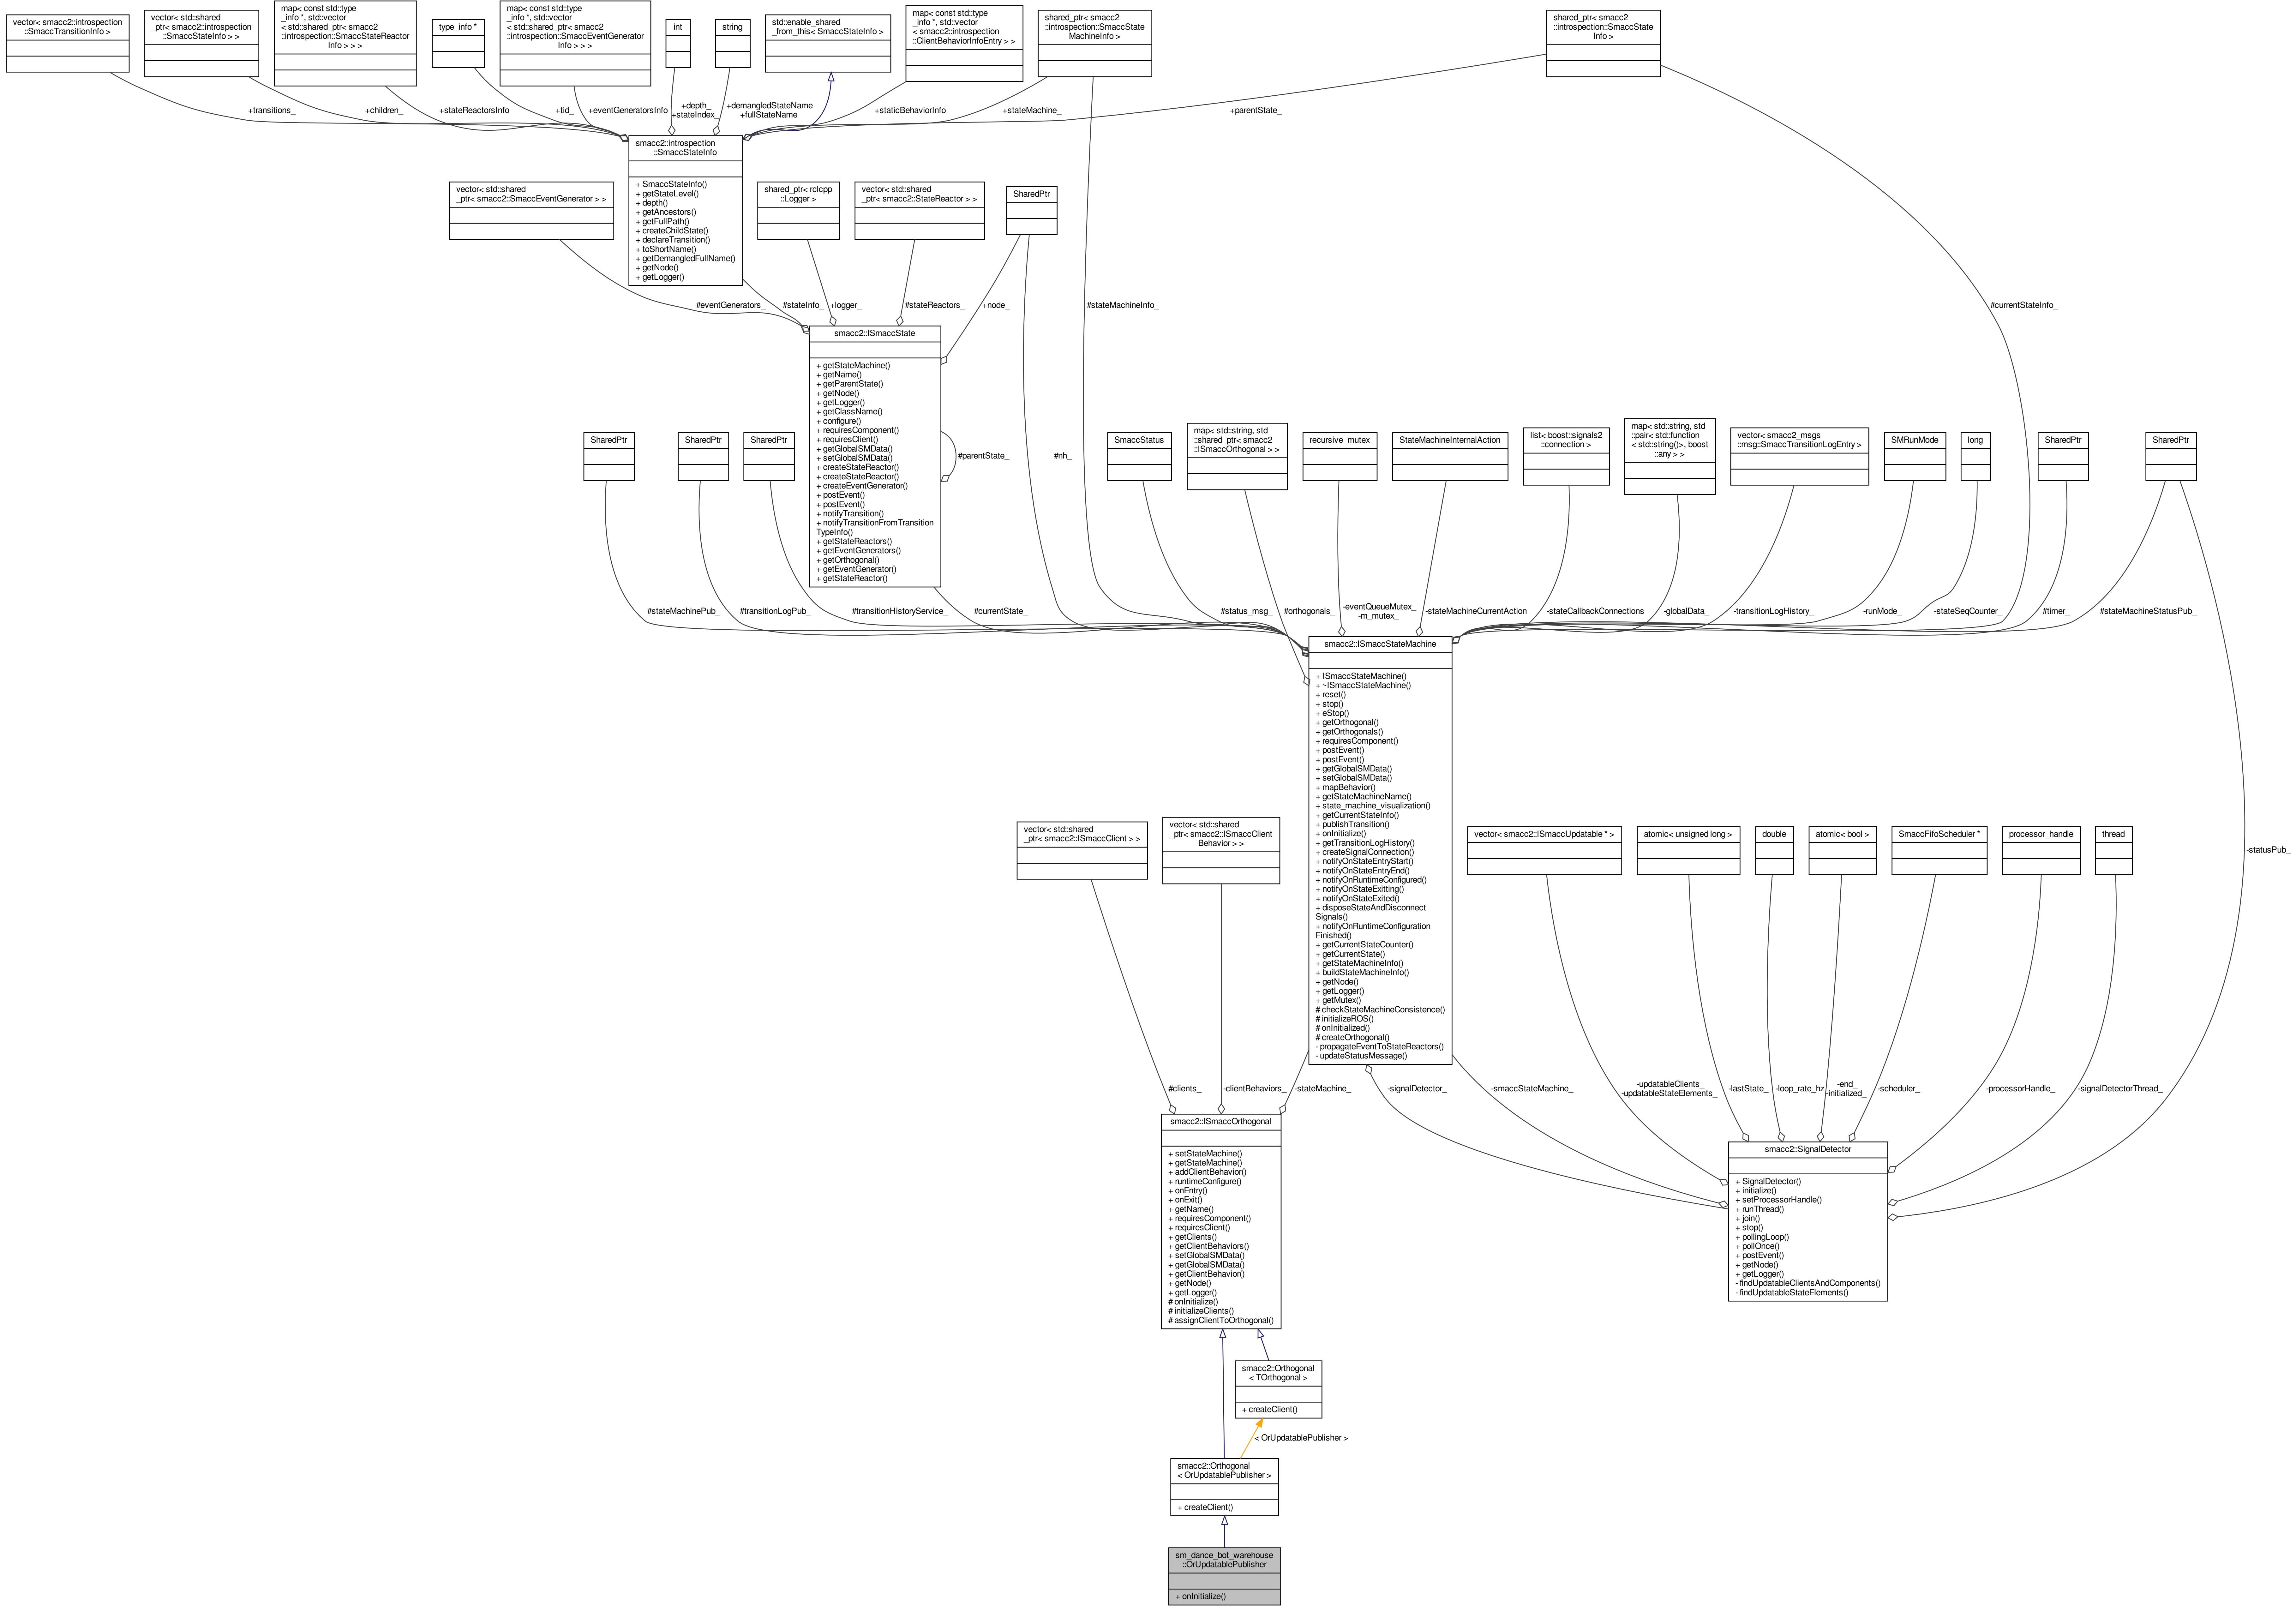 vector< smacc2::introspection
::SmaccTransitionInfo >
vector< std::shared
_ptr< smacc2::introspection
::SmaccStateInfo > >
map< const std::type
_info *, std::vector
< std::shared_ptr< smacc2
::introspection::SmaccStateReactor
Info > > >
type_info *
map< const std::type
_info *, std::vector
< std::shared_ptr< smacc2
::introspection::SmaccEventGenerator
Info > > >
int
string
std::enable_shared
_from_this< SmaccStateInfo >
map< const std::type
_info *, std::vector
< smacc2::introspection
::ClientBehaviorInfoEntry > >
shared_ptr< smacc2
::introspection::SmaccState
MachineInfo >
shared_ptr< smacc2
::introspection::SmaccState
Info >
+transitions_
+children_
+stateReactorsInfo
+tid_
+eventGeneratorsInfo
+depth_
+stateIndex_
+demangledStateName
+fullStateName
+staticBehaviorInfo
+stateMachine_
+parentState_
smacc2::introspection
::SmaccStateInfo
+ SmaccStateInfo()
+ getStateLevel()
+ depth()
+ getAncestors()
+ getFullPath()
+ createChildState()
+ declareTransition()
+ toShortName()
+ getDemangledFullName()
+ getNode()
+ getLogger()
vector< std::shared
_ptr< smacc2::SmaccEventGenerator > >
shared_ptr< rclcpp
::Logger >
vector< std::shared
_ptr< smacc2::StateReactor > >
SharedPtr
#eventGenerators_
#stateInfo_
+logger_
#stateReactors_
+node_
#stateMachineInfo_
#currentStateInfo_
smacc2::ISmaccState
+ getStateMachine()
+ getName()
+ getParentState()
+ getNode()
+ getLogger()
+ getClassName()
+ configure()
+ requiresComponent()
+ requiresClient()
+ getGlobalSMData()
+ setGlobalSMData()
+ createStateReactor()
+ createStateReactor()
+ createEventGenerator()
+ postEvent()
+ postEvent()
+ notifyTransition()
+ notifyTransitionFromTransition
TypeInfo()
+ getStateReactors()
+ getEventGenerators()
+ getOrthogonal()
+ getEventGenerator()
+ getStateReactor()
#parentState_
#nh_
SharedPtr
SharedPtr
SharedPtr
SmaccStatus
map< std::string, std
::shared_ptr< smacc2
::ISmaccOrthogonal > >
recursive_mutex
StateMachineInternalAction
list< boost::signals2
::connection >
map< std::string, std
::pair< std::function
< std::string()>, boost
::any > >
vector< smacc2_msgs
::msg::SmaccTransitionLogEntry >
SMRunMode
long
SharedPtr
SharedPtr
#stateMachinePub_
#transitionLogPub_
#transitionHistoryService_
#currentState_
#status_msg_
#orthogonals_
-eventQueueMutex_
-m_mutex_
-stateMachineCurrentAction
-stateCallbackConnections
-globalData_
-transitionLogHistory_
-runMode_
-stateSeqCounter_
#timer_
#stateMachineStatusPub_
smacc2::ISmaccStateMachine
+ ISmaccStateMachine()
+ ~ISmaccStateMachine()
+ reset()
+ stop()
+ eStop()
+ getOrthogonal()
+ getOrthogonals()
+ requiresComponent()
+ postEvent()
+ postEvent()
+ getGlobalSMData()
+ setGlobalSMData()
+ mapBehavior()
+ getStateMachineName()
+ state_machine_visualization()
+ getCurrentStateInfo()
+ publishTransition()
+ onInitialize()
+ getTransitionLogHistory()
+ createSignalConnection()
+ notifyOnStateEntryStart()
+ notifyOnStateEntryEnd()
+ notifyOnRuntimeConfigured()
+ notifyOnStateExitting()
+ notifyOnStateExited()
+ disposeStateAndDisconnect
Signals()
+ notifyOnRuntimeConfiguration
Finished()
+ getCurrentStateCounter()
+ getCurrentState()
+ getStateMachineInfo()
+ buildStateMachineInfo()
+ getNode()
+ getLogger()
+ getMutex()
# checkStateMachineConsistence()
# initializeROS()
# onInitialized()
# createOrthogonal()
- propagateEventToStateReactors()
- updateStatusMessage()
vector< std::shared
_ptr< smacc2::ISmaccClient > >
vector< std::shared
_ptr< smacc2::ISmaccClient
Behavior > >
vector< smacc2::ISmaccUpdatable * >
atomic< unsigned long >
double
atomic< bool >
SmaccFifoScheduler *
processor_handle
thread
-statusPub_
#clients_
-clientBehaviors_
-stateMachine_
-signalDetector_
-smaccStateMachine_
-updatableClients_
-updatableStateElements_
-lastState_
-loop_rate_hz
-end_
-initialized_
-scheduler_
-processorHandle_
-signalDetectorThread_
smacc2::ISmaccOrthogonal
+ setStateMachine()
+ getStateMachine()
+ addClientBehavior()
+ runtimeConfigure()
+ onEntry()
+ onExit()
+ getName()
+ requiresComponent()
+ requiresClient()
+ getClients()
+ getClientBehaviors()
+ setGlobalSMData()
+ getGlobalSMData()
+ getClientBehavior()
+ getNode()
+ getLogger()
# onInitialize()
# initializeClients()
# assignClientToOrthogonal()
smacc2::SignalDetector
+ SignalDetector()
+ initialize()
+ setProcessorHandle()
+ runThread()
+ join()
+ stop()
+ pollingLoop()
+ pollOnce()
+ postEvent()
+ getNode()
+ getLogger()
- findUpdatableClientsAndComponents()
- findUpdatableStateElements()
smacc2::Orthogonal
< TOrthogonal >
+ createClient()
< OrUpdatablePublisher >
smacc2::Orthogonal
< OrUpdatablePublisher >
+ createClient()
sm_dance_bot_warehouse
::OrUpdatablePublisher
+ onInitialize()